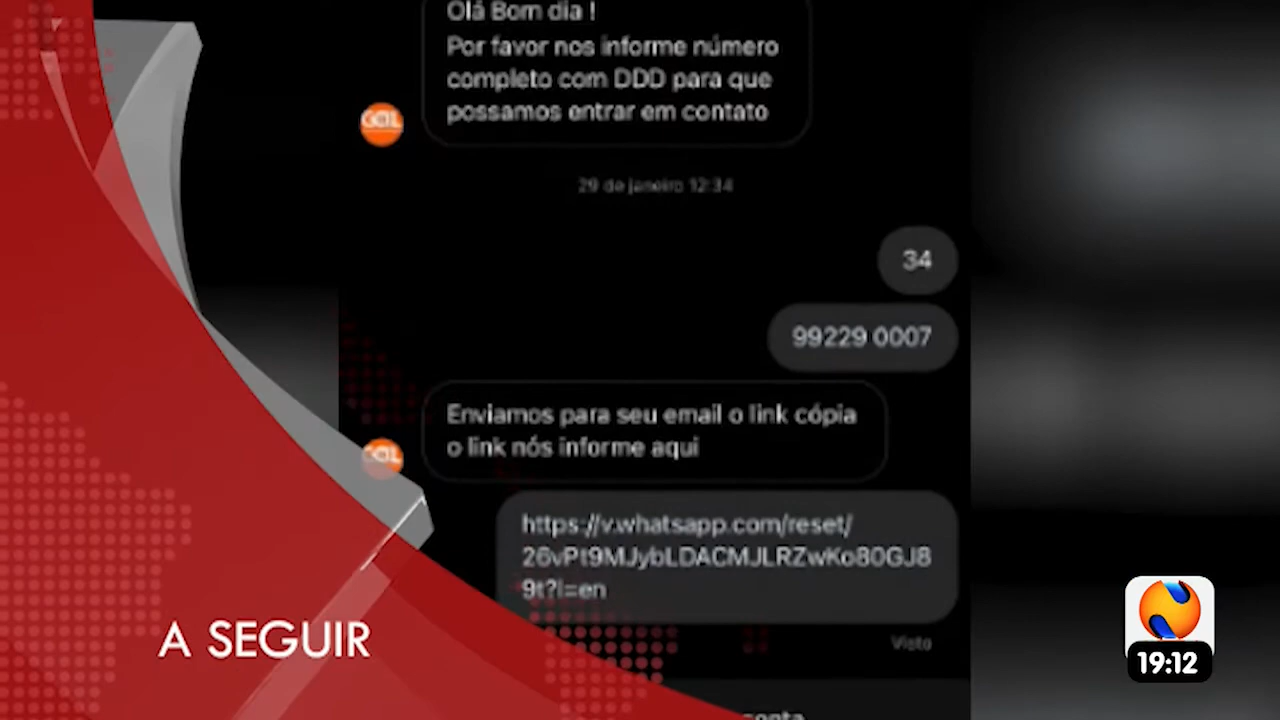 Olá Bom dia !
Por favor nos informe número
completo com DDD para que
possamos entrar em contato
GOL
29 de janeiro 12:34
34
99229 0007
Enviamos para seu email o link cópia
o link nós informe aqui
GOL
https://v.whatsapp.com/reset/
26vPt9MJybLDACMJLRZwKo80GJ8
9t?l=en
Visto
A SEGUIR
19:12